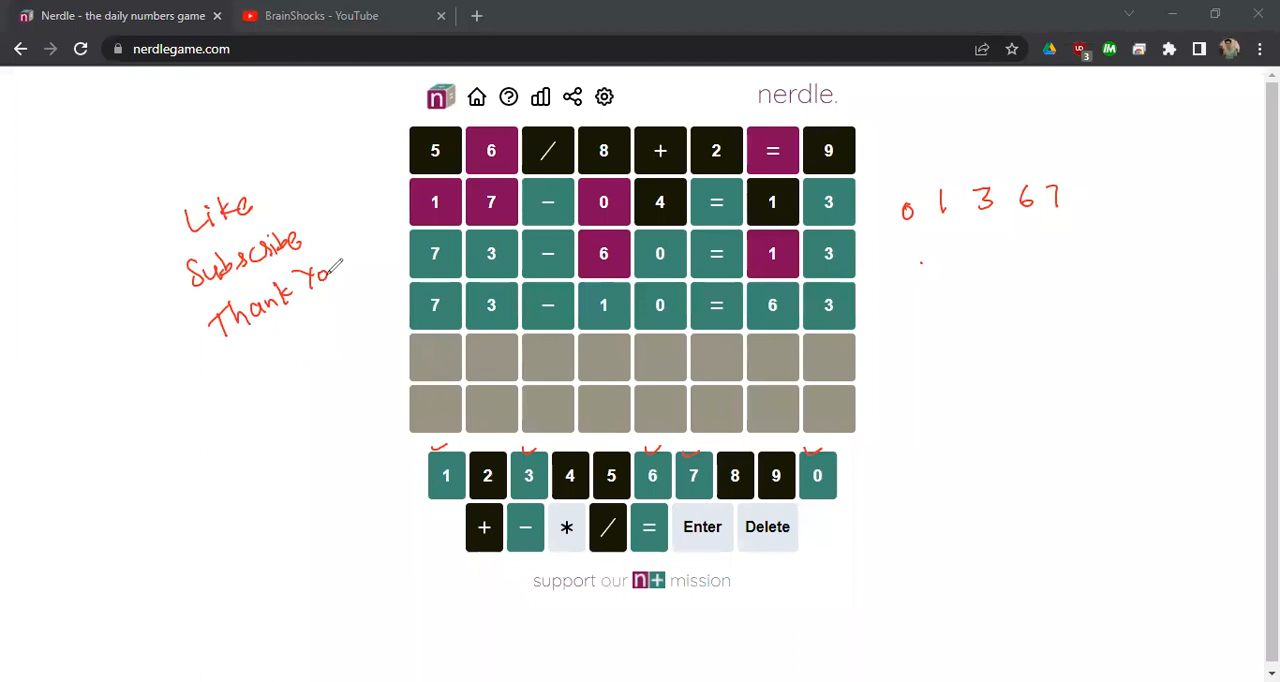 Nerdle - the daily numbers game
BrainShocks - YouTube
nerdlegame.com
nerdle.
5 6 / 8 + 2 = 9
1 7 - 0 4 = 1 3
7 3 - 6 0 = 1 3
7 3 - 1 0 = 6 3
0 1 3 6 7
Like
Subscribe
Thank You
1 2 3 4 5 6 7 8 9 0
+ - * / = Enter Delete
support our n+ mission